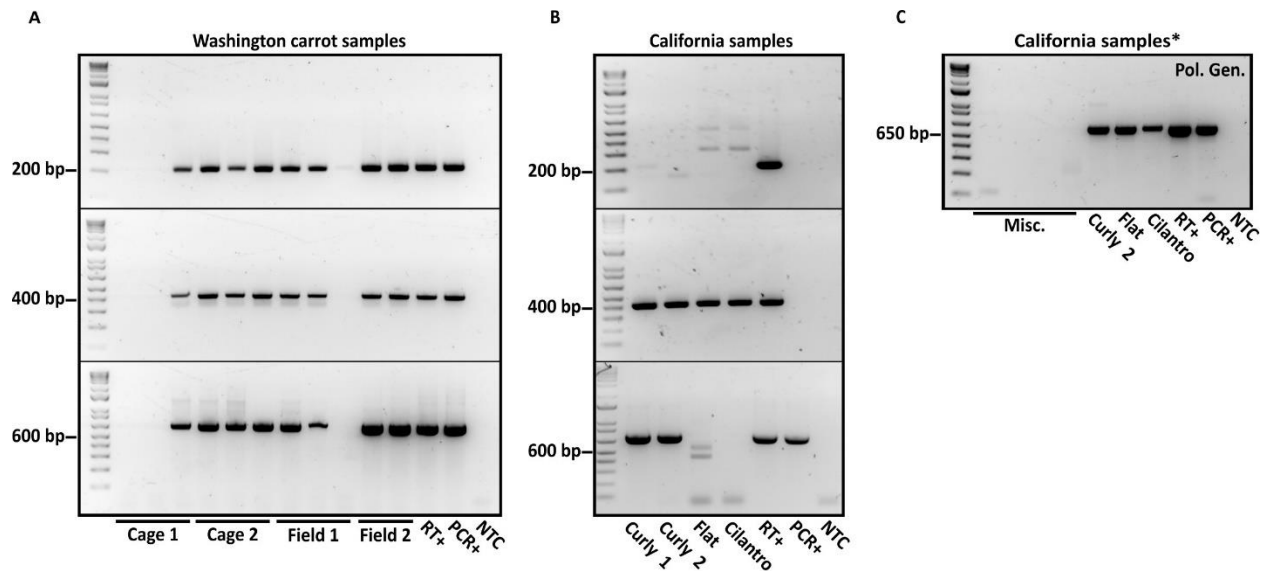 A
Washington carrot samples
200 bp
400 bp
600 bp
Cage 1
Cage 2
Field 1
Field 2
RT+
PCR+
NTC
B
California samples
200 bp
400 bp
600 bp
Curly 1
Curly 2
Flat
Cilantro
RT+
PCR+
NTC
C
California samples*
Pol. Gen.
650 bp
Misc.
Curly 2
Flat
Cilantro
RT+
PCR+
NTC